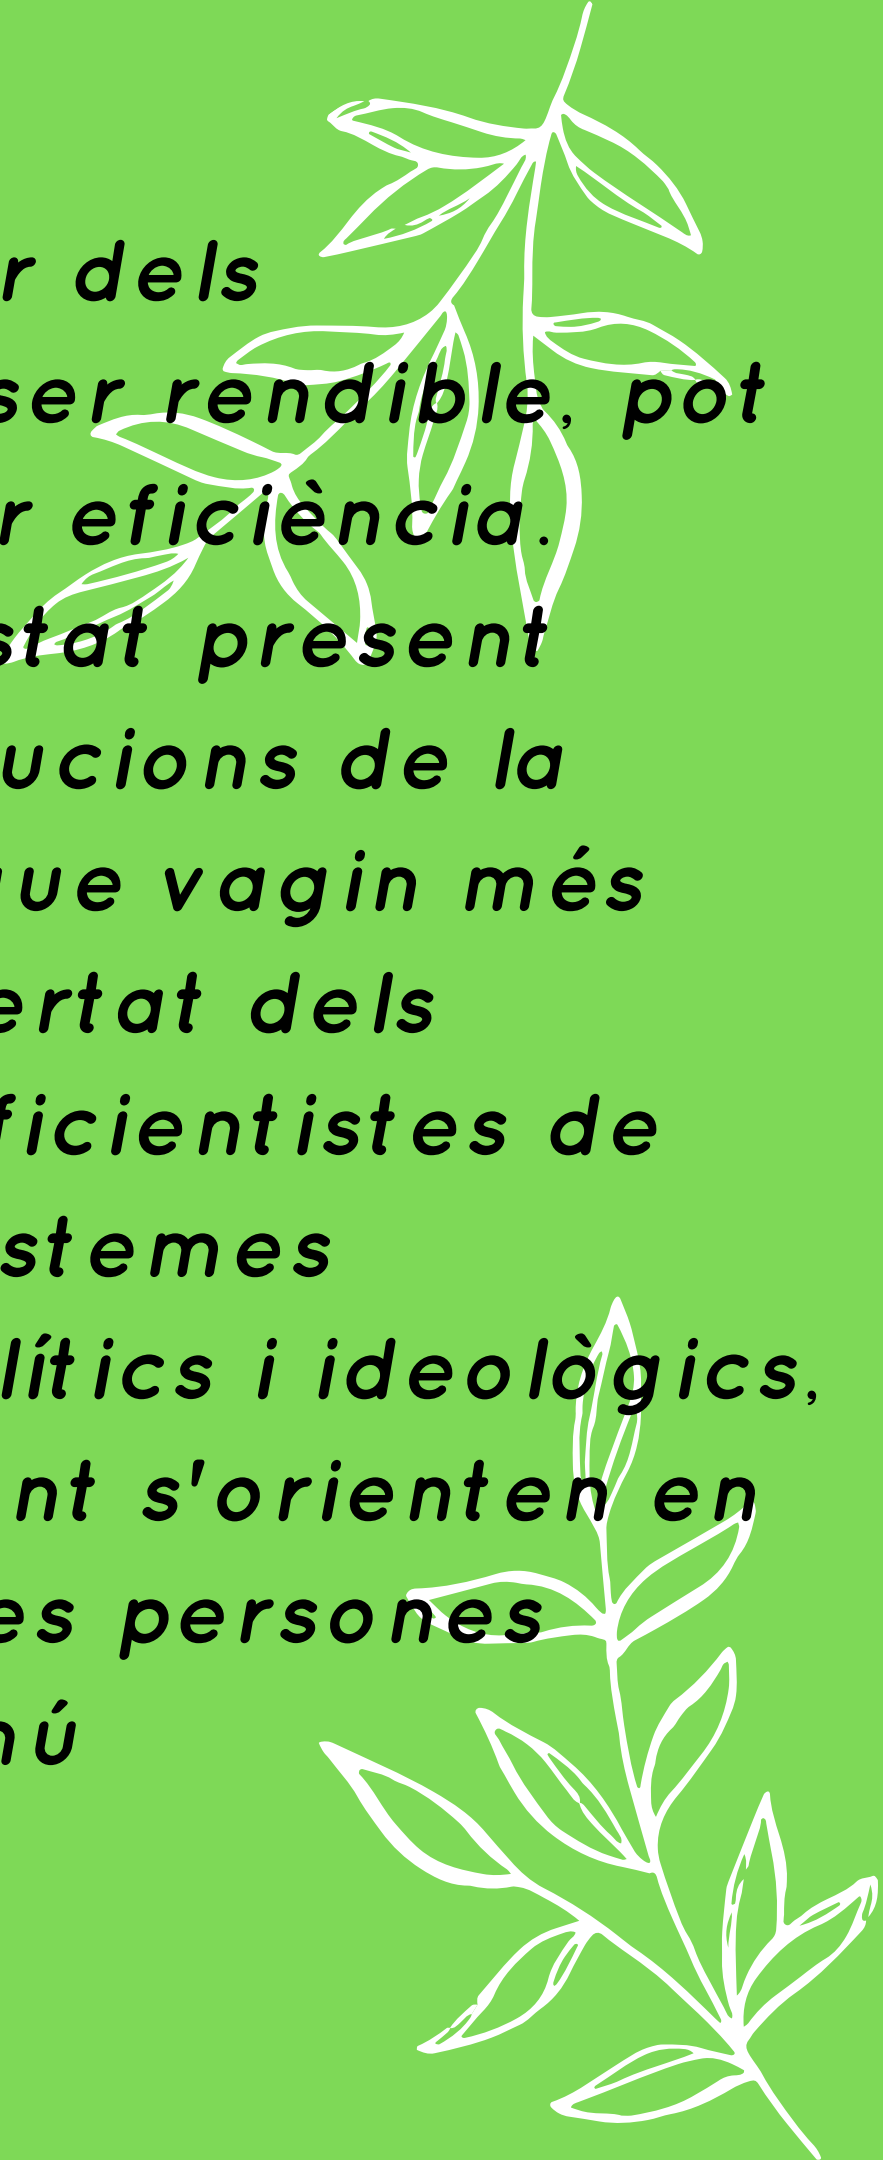 r dels
ser rendible, pot
r eficiència.
stat present
ucions de la
que vagin més
ertat dels
ficientistes de
stemes
lítics i ideològics,
nt s'orienten en
es persones
nú